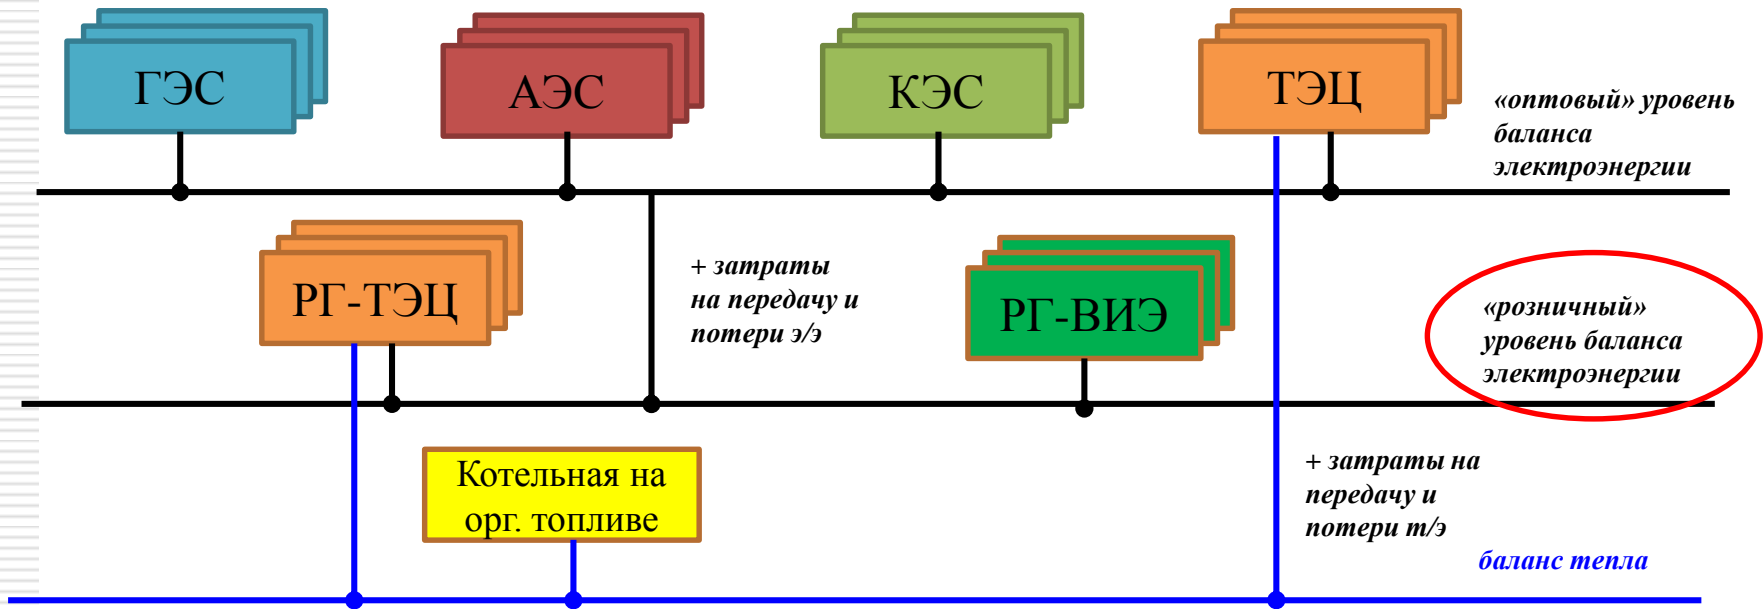 ГЭС
АЭС
КЭС
ТЭЦ
«оптовый» уровень
баланса
электроэнергии
РГ-ТЭЦ
+ затраты
на передачу и
потери э/э
РГ-ВИЭ
«розничный»
уровень баланса
электроэнергии
Котельная на
орг. топливе
+ затраты на
передачу и
потери т/э
баланс тепла